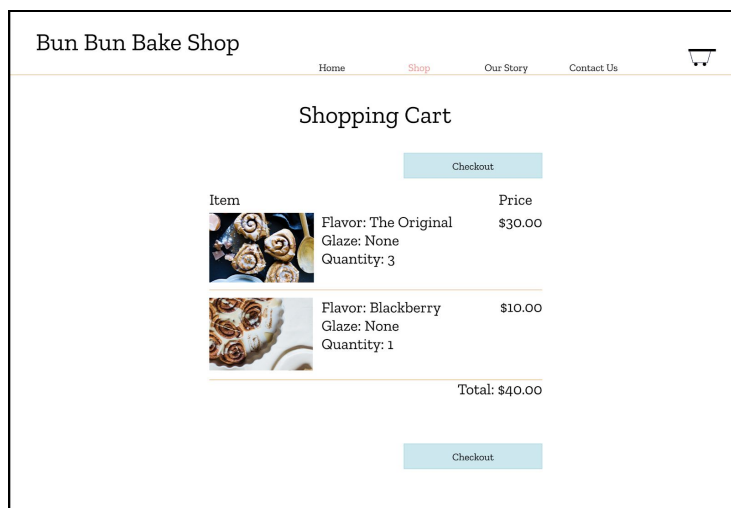 Bun Bun Bake Shop
Home Shop Our Story Contact Us
Shopping Cart
Checkout
Item Price
Flavor: The Original $30.00
Glaze: None
Quantity: 3
Flavor: Blackberry $10.00
Glaze: None
Quantity: 1
Total: $40.00
Checkout